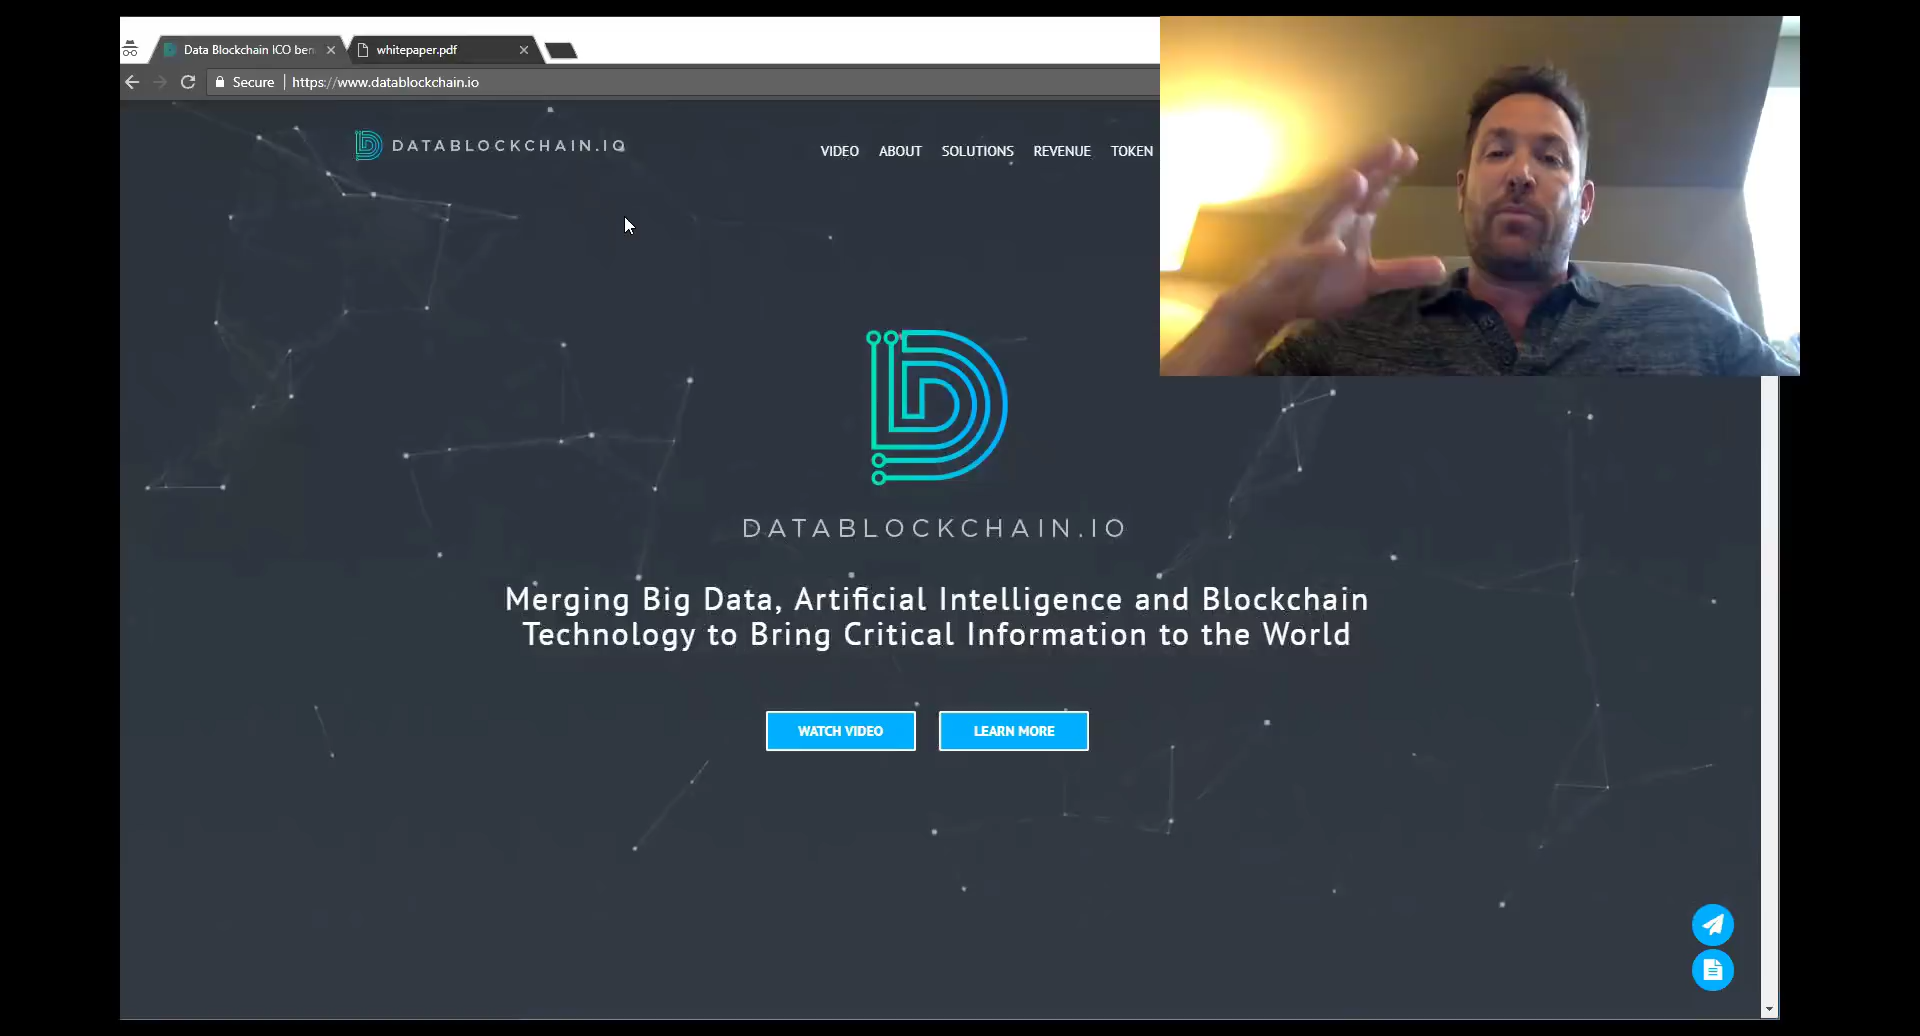 Data Blockchain ICO ben
whitepaper.pdf
Secure
https://www.datablockchain.io
DATABLOCKCHAIN.IO
VIDEO
ABOUT
SOLUTIONS
REVENUE
TOKEN
DATABLOCKCHAIN.IO
Merging Big Data, Artificial Intelligence and Blockchain
Technology to Bring Critical Information to the World
WATCH VIDEO
LEARN MORE